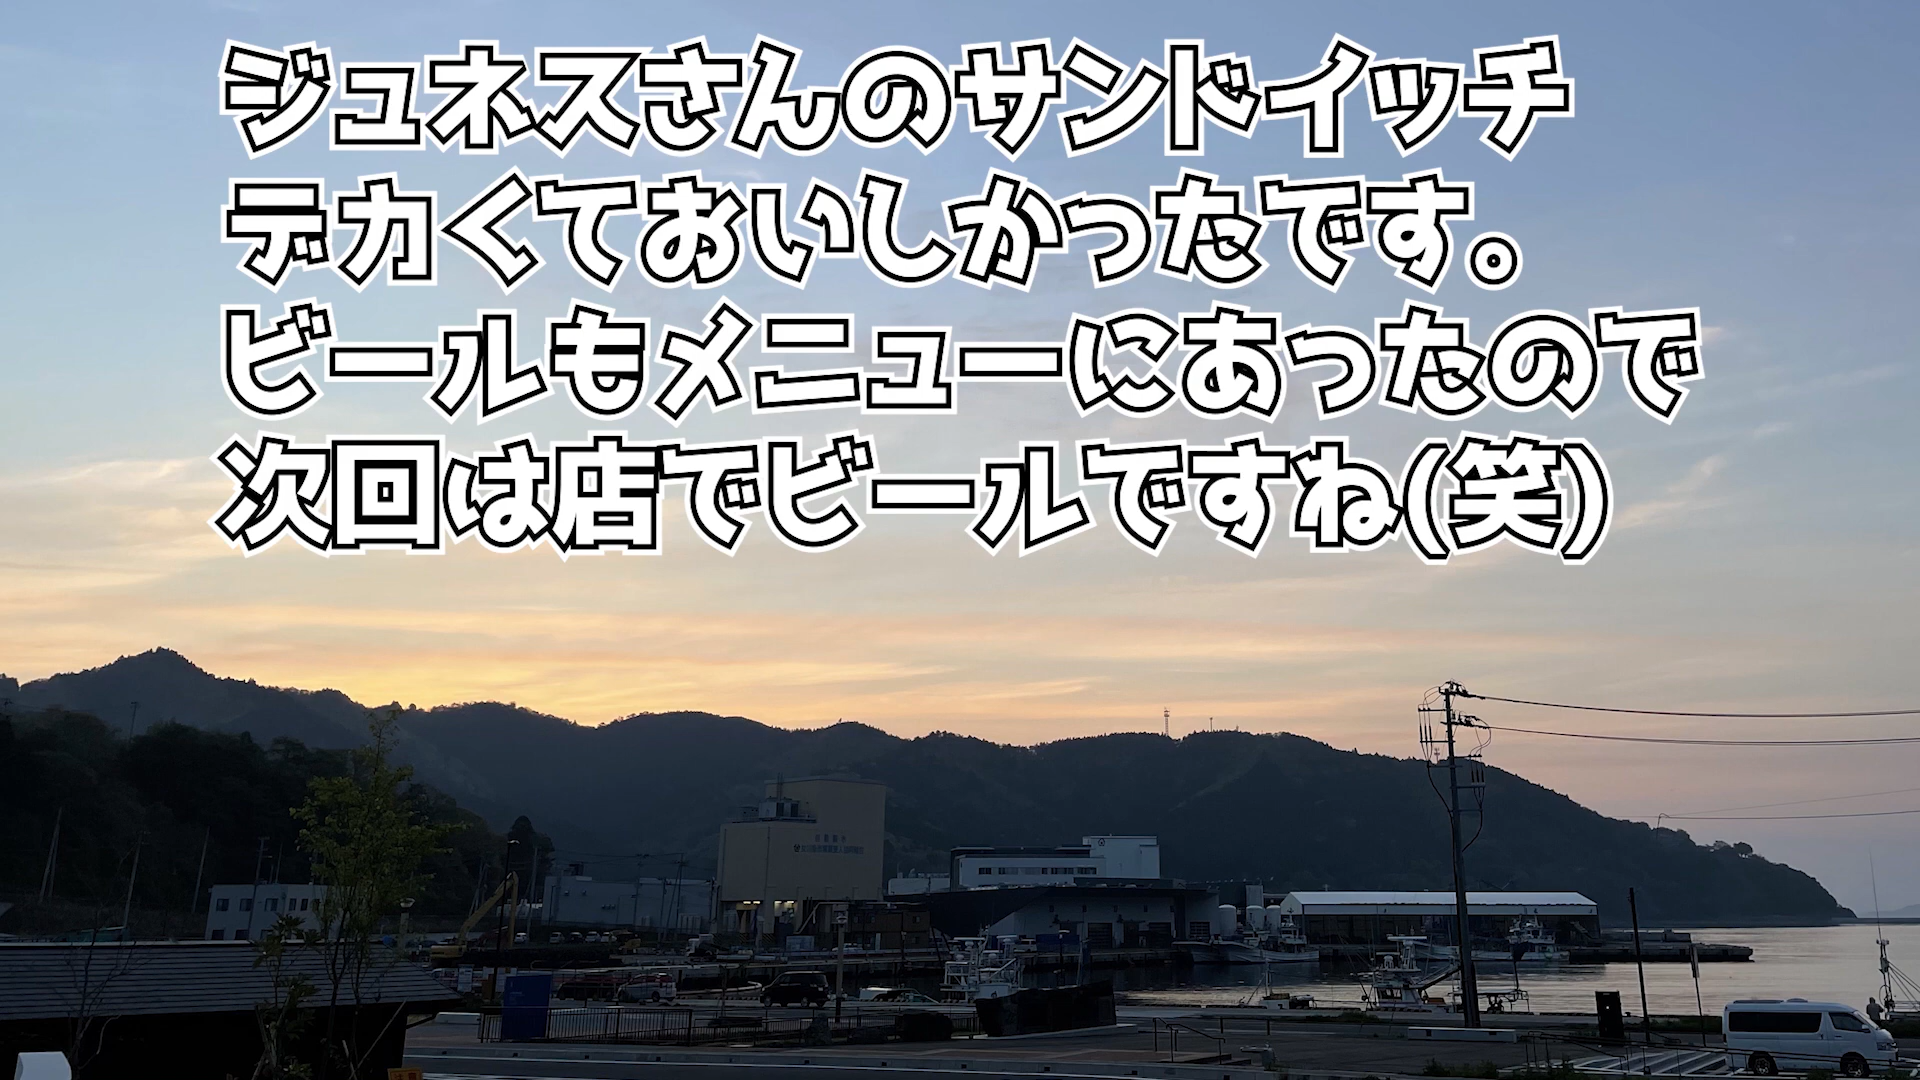 ジュネスさんのサンドイッチ
デカくておいしかったです。
ビールもメニューにあったので
次回は店でビールですね(笑)